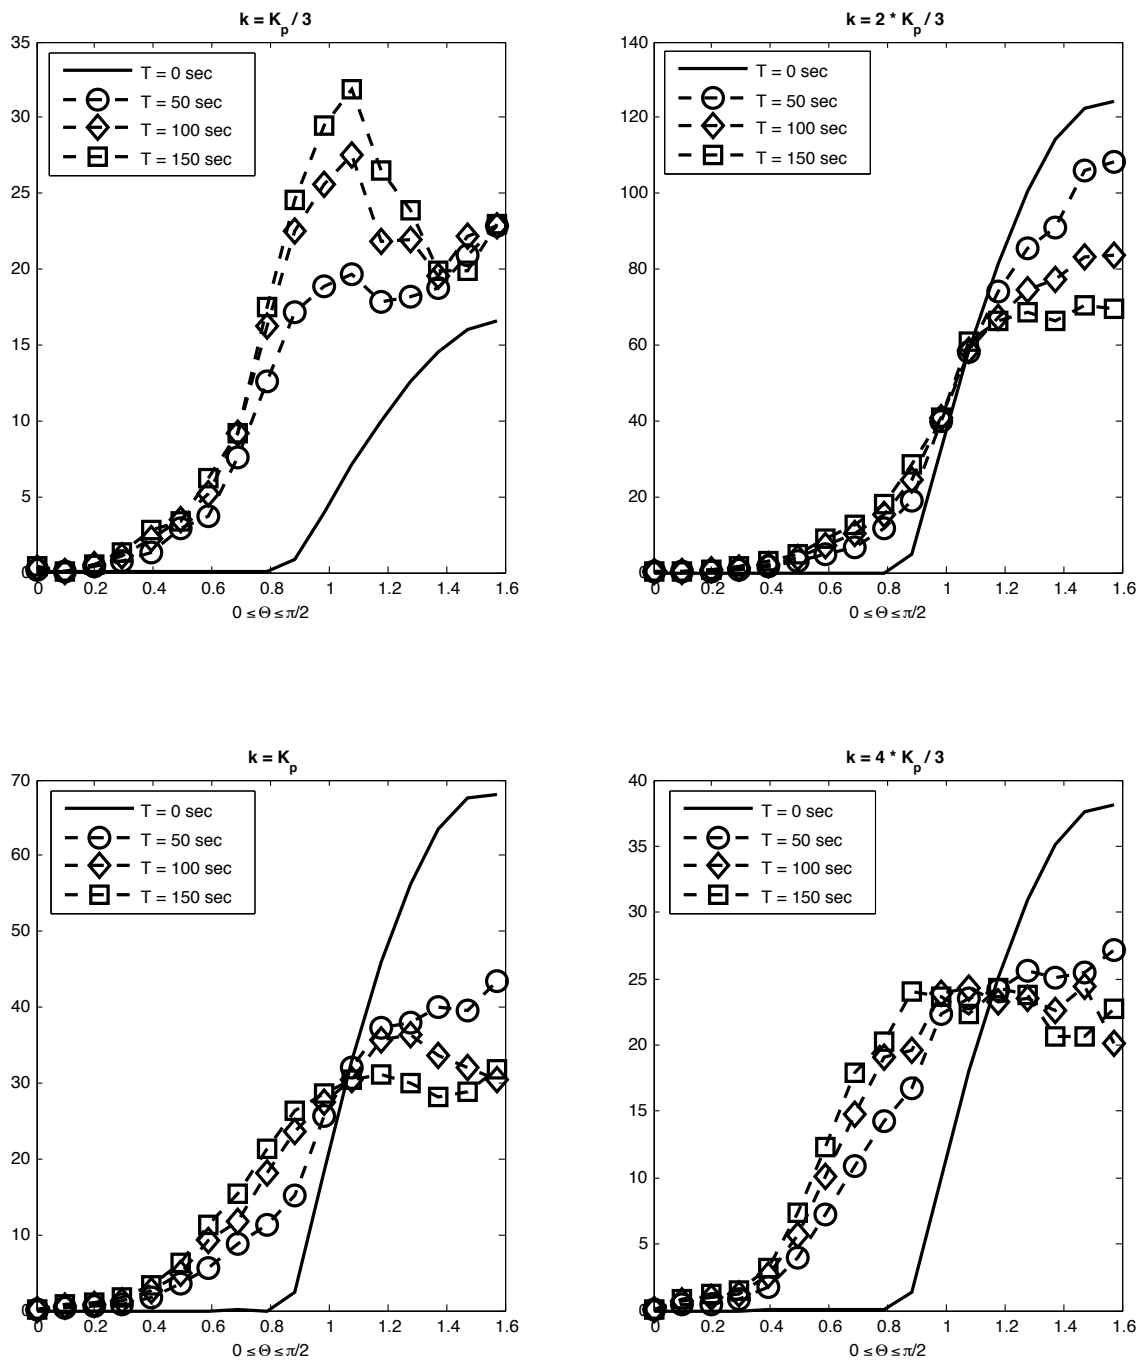 k = Kp / 3
35
30
25
20
15
10
5
0
T = 0 sec
T = 50 sec
T = 100 sec
T = 150 sec
0 0.2 0.4 0.6 0.8 1 1.2 1.4 1.6
0 ≤ Θ ≤ π/2
k = 2 * Kp / 3
140
120
100
80
60
40
20
0
T = 0 sec
T = 50 sec
T = 100 sec
T = 150 sec
0 0.2 0.4 0.6 0.8 1 1.2 1.4 1.6
0 ≤ Θ ≤ π/2
k = Kp
70
60
50
40
30
20
10
0
T = 0 sec
T = 50 sec
T = 100 sec
T = 150 sec
0 0.2 0.4 0.6 0.8 1 1.2 1.4 1.6
0 ≤ Θ ≤ π/2
k = 4 * Kp / 3
40
35
30
25
20
15
10
5
0
T = 0 sec
T = 50 sec
T = 100 sec
T = 150 sec
0 0.2 0.4 0.6 0.8 1 1.2 1.4 1.6
0 ≤ Θ ≤ π/2